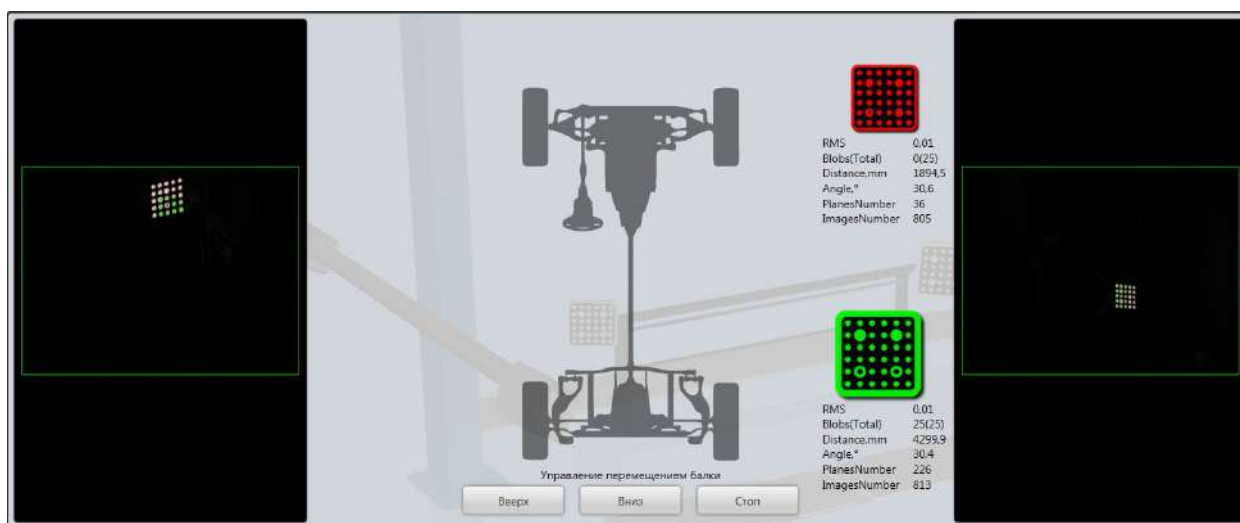 RMS 0,01
Blobs(Total) 0(25)
Distance,mm 1894,5
Angle,° 30,6
PlanesNumber 36
ImagesNumber 805
RMS 0,01
Blobs(Total) 25(25)
Distance,mm 4299,9
Angle,° 30,4
PlanesNumber 226
ImagesNumber 813
Управление перемещением балки
Вверх Вниз Стоп